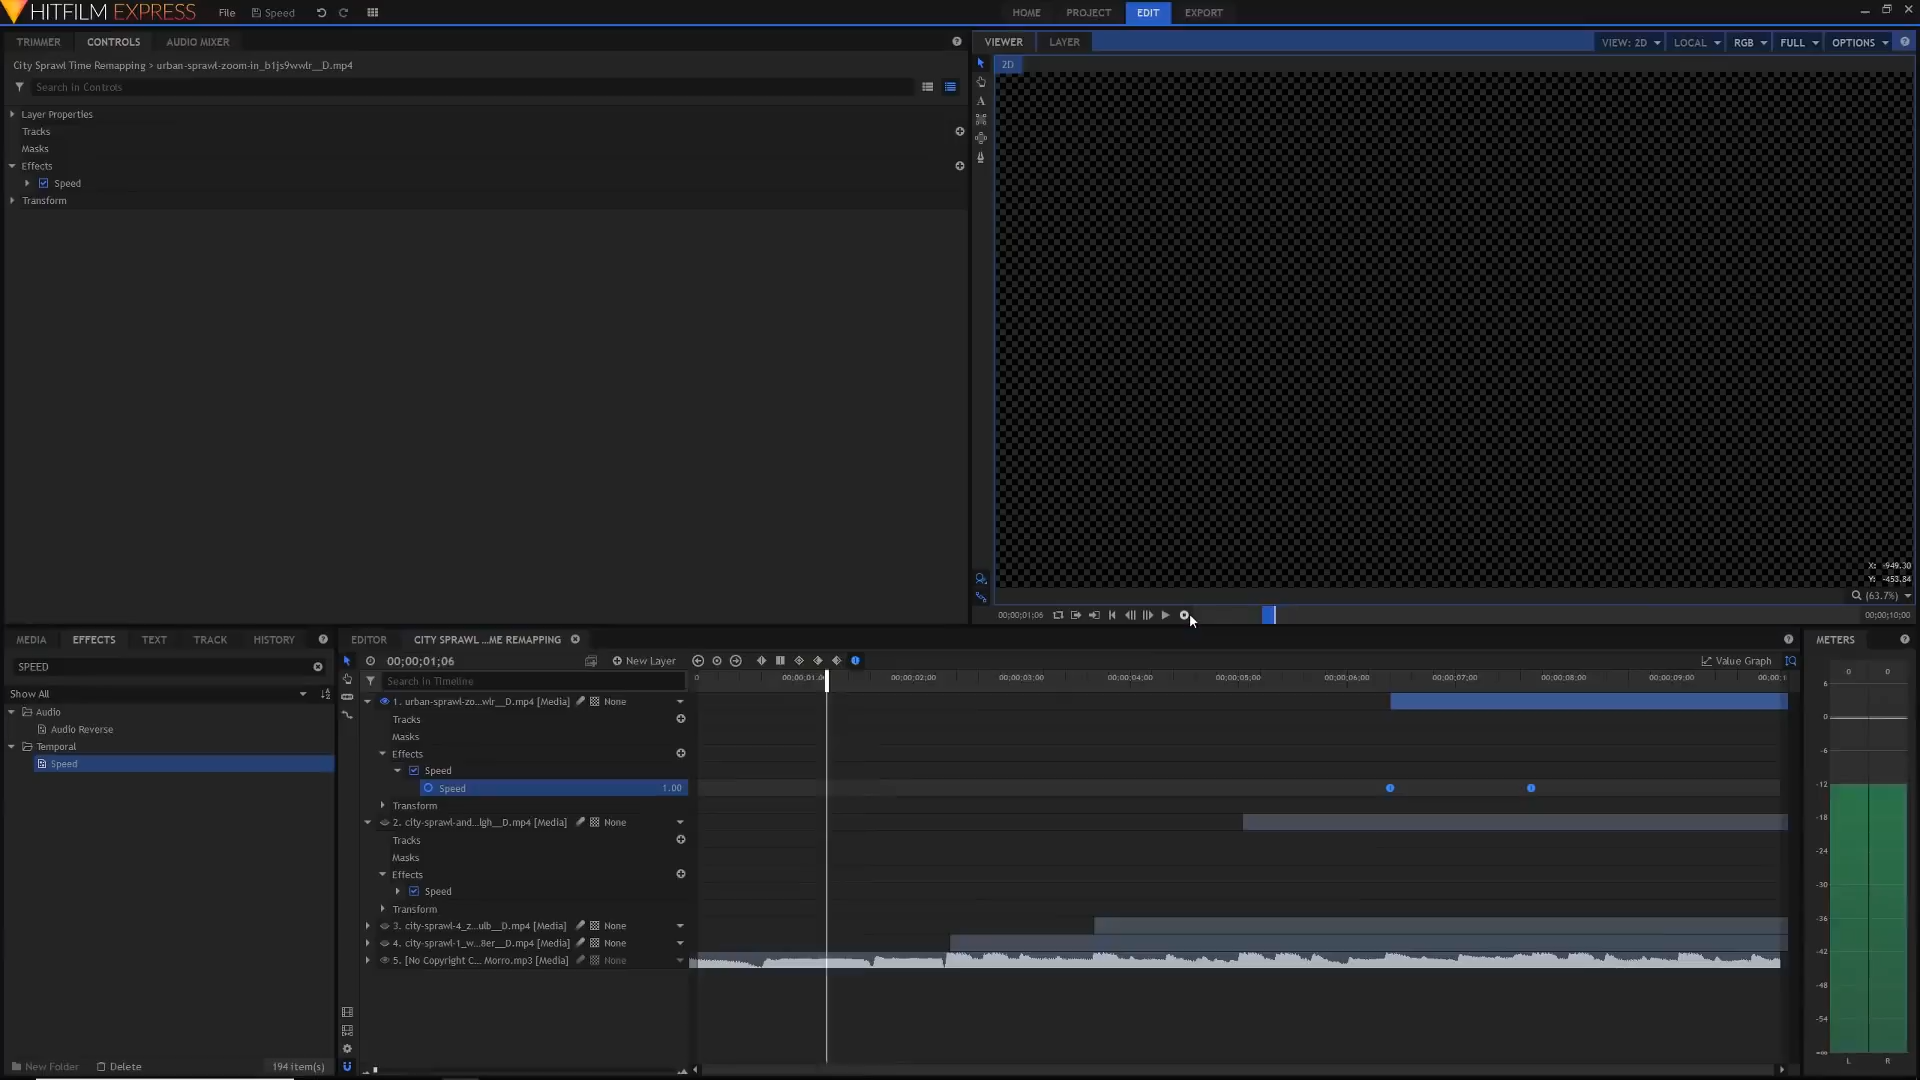 HITFILM EXPRESS File Speed HOME PROJECT EDIT EXPORT
TRIMMER CONTROLS AUDIO MIXER
City Sprawl Time Remapping > urban-sprawl-zoom-in_b1js9wwlr__D.mp4
Search in Controls
Layer Properties
Tracks
Masks
Effects
Speed
Transform
VIEWER LAYER VIEW: 2D LOCAL RGB FULL OPTIONS
2D
X: -949.30
Y: -453.84
(63.7%)
00;00;01;06 00;00;10;00
MEDIA EFFECTS TEXT TRACK HISTORY
SPEED
Show All
Audio
Audio Reverse
Temporal
Speed
New Folder Delete 194 item(s)
EDITOR CITY SPRAWL ...ME REMAPPING
00;00;01;06 New Layer Value Graph
Search in Timeline
0 00;00;01;0 00;00;02;00 00;00;03;00 00;00;04;00 00;00;05;00 00;00;06;00 00;00;07;00 00;00;08;00 00;00;09;00 00;00;1
1. urban-sprawl-zo...wlr__D.mp4 [Media] None
Tracks
Masks
Effects
Speed
Speed 1.00
Transform
2. city-sprawl-and...lgh__D.mp4 [Media] None
Tracks
Masks
Effects
Speed
Transform
3. city-sprawl-4_z...ulb__D.mp4 [Media] None
4. city-sprawl-1_w...8er__D.mp4 [Media] None
5. [No Copyright C... Morro.mp3 [Media] None
METERS
0 0
6
0
-6
-12
-18
-24
-30
-36
-42
-48
-54
-∞
L R